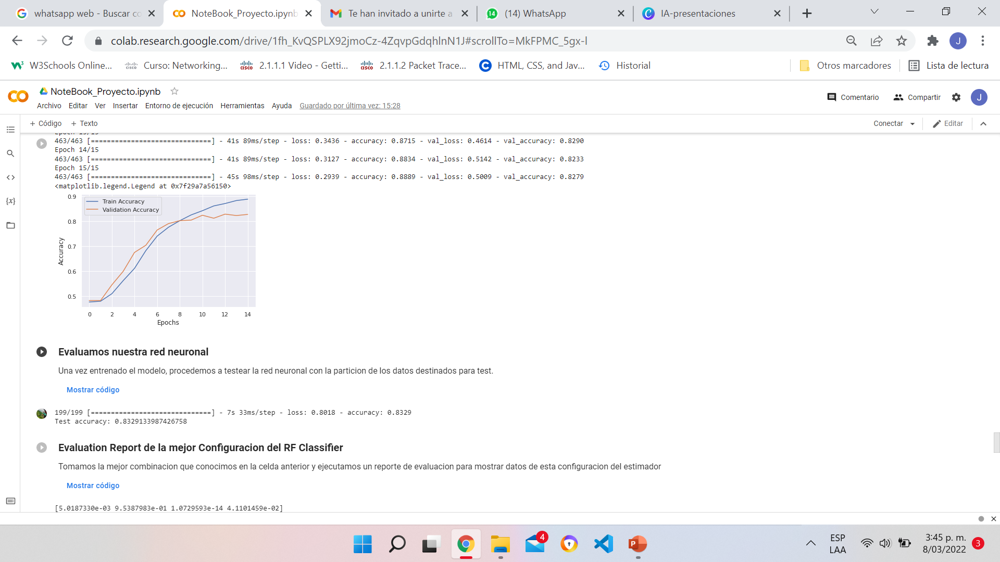 whatsapp web - Buscar co
NoteBook_Proyecto.ipynb
Te han invitado a unirte a
14
(14) WhatsApp
IA-presentaciones
colab.research.google.com/drive/1fh_KvQSPLX92jmoCz-4ZqvpGdqhlnN1J#scrollTo=MkFPMC_5gx-l
J
W3Schools Online...
Curso: Networking...
2.1.1.1 Video - Getti...
2.1.1.2 Packet Trace...
HTML, CSS, and Jav...
Historial
Otros marcadores
Lista de lectura
NoteBook_Proyecto.ipynb
Comentario
Compartir
J
Archivo Editar Ver Insertar Entorno de ejecución Herramientas Ayuda Guardado por última vez: 15:28
+ Código + Texto
Conectar
Editar
Epoch 13/15
463/463 [==============================] - 41s 89ms/step - loss: 0.3436 - accuracy: 0.8715 - val_loss: 0.4614 - val_accuracy: 0.8290
Epoch 14/15
463/463 [==============================] - 41s 89ms/step - loss: 0.3127 - accuracy: 0.8834 - val_loss: 0.5142 - val_accuracy: 0.8233
Epoch 15/15
463/463 [==============================] - 45s 98ms/step - loss: 0.2939 - accuracy: 0.8889 - val_loss: 0.5009 - val_accuracy: 0.8279
<matplotlib.legend.Legend at 0x7f29a7a56150>
0.9
Train Accuracy
Validation Accuracy
0.8
0.7
Accuracy
0.6
0.5
0 2 4 6 8 10 12 14
Epochs
Evaluamos nuestra red neuronal
Una vez entrenado el modelo, procedemos a testear la red neuronal con la particion de los datos destinados para test.
Mostrar código
199/199 [==============================] - 7s 33ms/step - loss: 0.8018 - accuracy: 0.8329
Test accuracy: 0.8329133987426758
Evaluation Report de la mejor Configuracion del RF Classifier
Tomamos la mejor combinacion que conocimos en la celda anterior y ejecutamos un reporte de evaluacion para mostrar datos de esta configuracion del estimador
Mostrar código
[5.0187330e-03 9.5387983e-01 1.0729593e-14 4.1101459e-02]
4
P
ESP
LAA
3:45 p. m.
8/03/2022
3